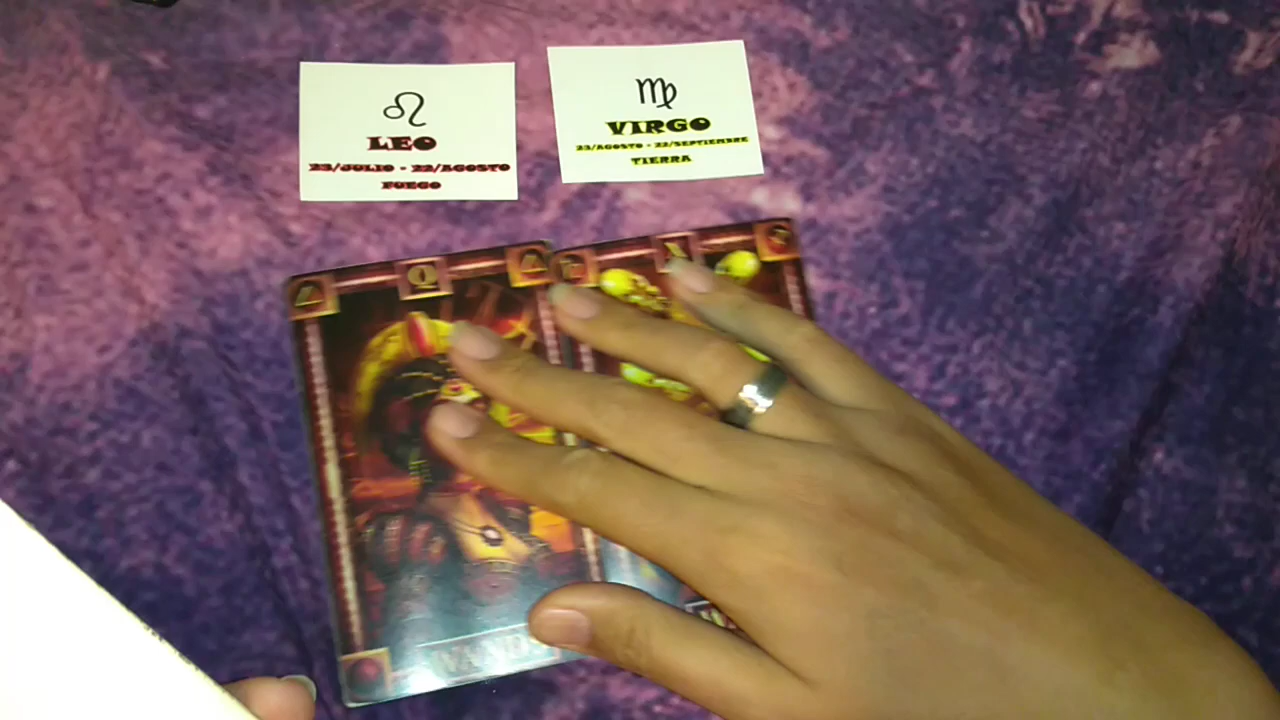 ♌
LEO
23/JULIO - 22/AGOSTO
FUEGO
♍
VIRGO
23/AGOSTO - 22/SEPTIEMBRE
TIERRA
Q